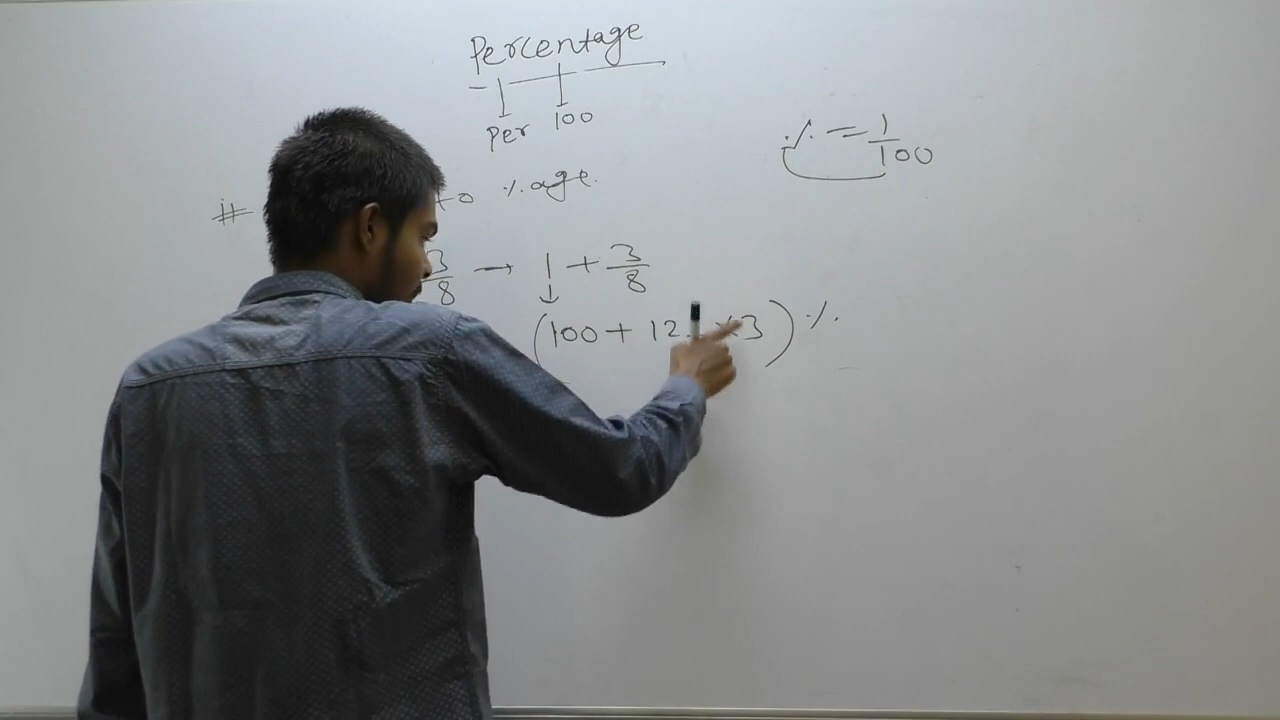 Percentage
Per 100
% = 1/100
# to %age.
3/8 → 1 + 3/8
(100 + 12. ×3) %